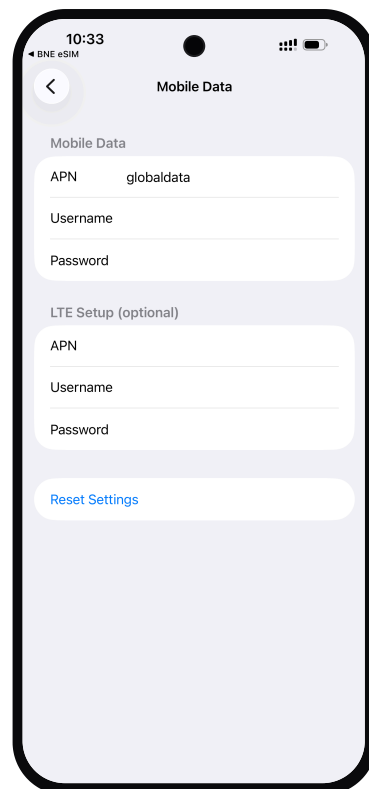 10:33
◀ BNE eSIM
Mobile Data
Mobile Data
APN globaldata
Username
Password
LTE Setup (optional)
APN
Username
Password
Reset Settings